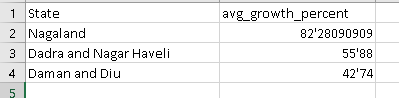 1 State avg_growth_percent
2 Nagaland 82'28090909
3 Dadra and Nagar Haveli 55'88
4 Daman and Diu 42'74
5